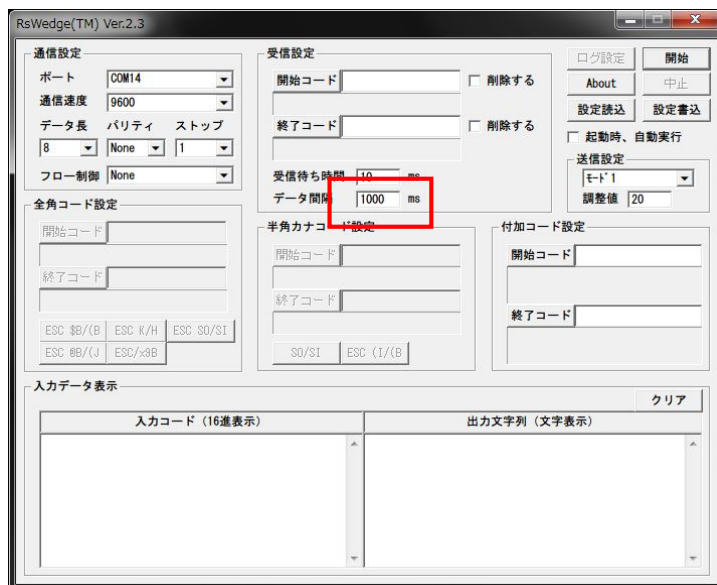 RsWedge(TM) Ver.2.3
通信設定
ポート COM14
通信速度 9600
データ長 パリティ ストップ
8 None 1
フロー制御 None
受信設定
開始コード 削除する
終了コード 削除する
受信待ち時間 10 ms
データ間隔 1000 ms
ログ設定 開始
About 中止
設定読込 設定書込
起動時、自動実行
送信設定
ﾓｰﾄﾞ1
調整値 20
全角コード設定
開始コード
終了コード
ESC $B/(B ESC K/H ESC SO/SI
ESC @B/(J ESC/x9B
半角カナコード設定
開始コード
終了コード
SO/SI ESC (I/(B
付加コード設定
開始コード
終了コード
入力データ表示
クリア
入力コード（16進表示） 出力文字列（文字表示）